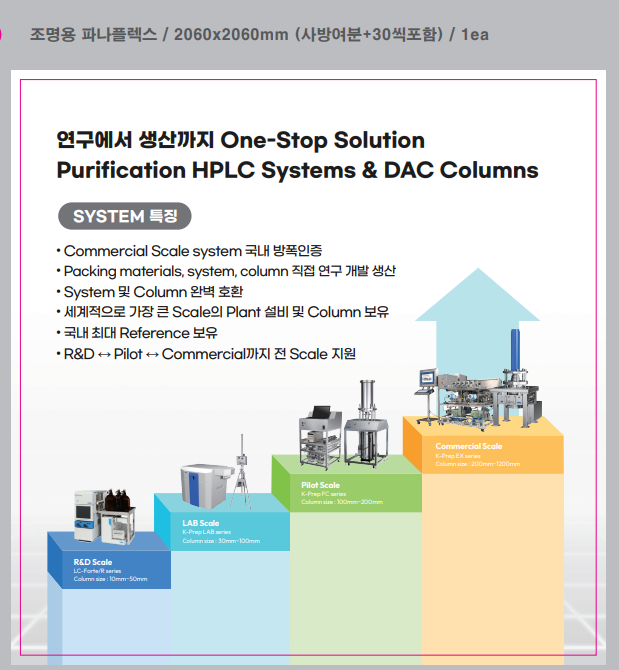 조명용 파나플렉스 / 2060x2060mm (사방여분+30씩포함) / 1ea
연구에서 생산까지 One-Stop Solution
Purification HPLC Systems & DAC Columns
SYSTEM 특징
• Commercial Scale system 국내 방폭인증
• Packing materials, system, column 직접 연구 개발 생산
• System 및 Column 완벽 호환
• 세계적으로 가장 큰 Scale의 Plant 설비 및 Column 보유
• 국내 최대 Reference 보유
• R&D ↔ Pilot ↔ Commercial까지 전 Scale 지원
Commercial Scale
K-Prep EX series
Column size : 200mm~1200mm
Pilot Scale
K-Prep FC series
Column size : 100mm~200mm
LAB Scale
K-Prep LAB series
Column size : 30mm~100mm
R&D Scale
LC-Forte/R series
Column size : 10mm~50mm